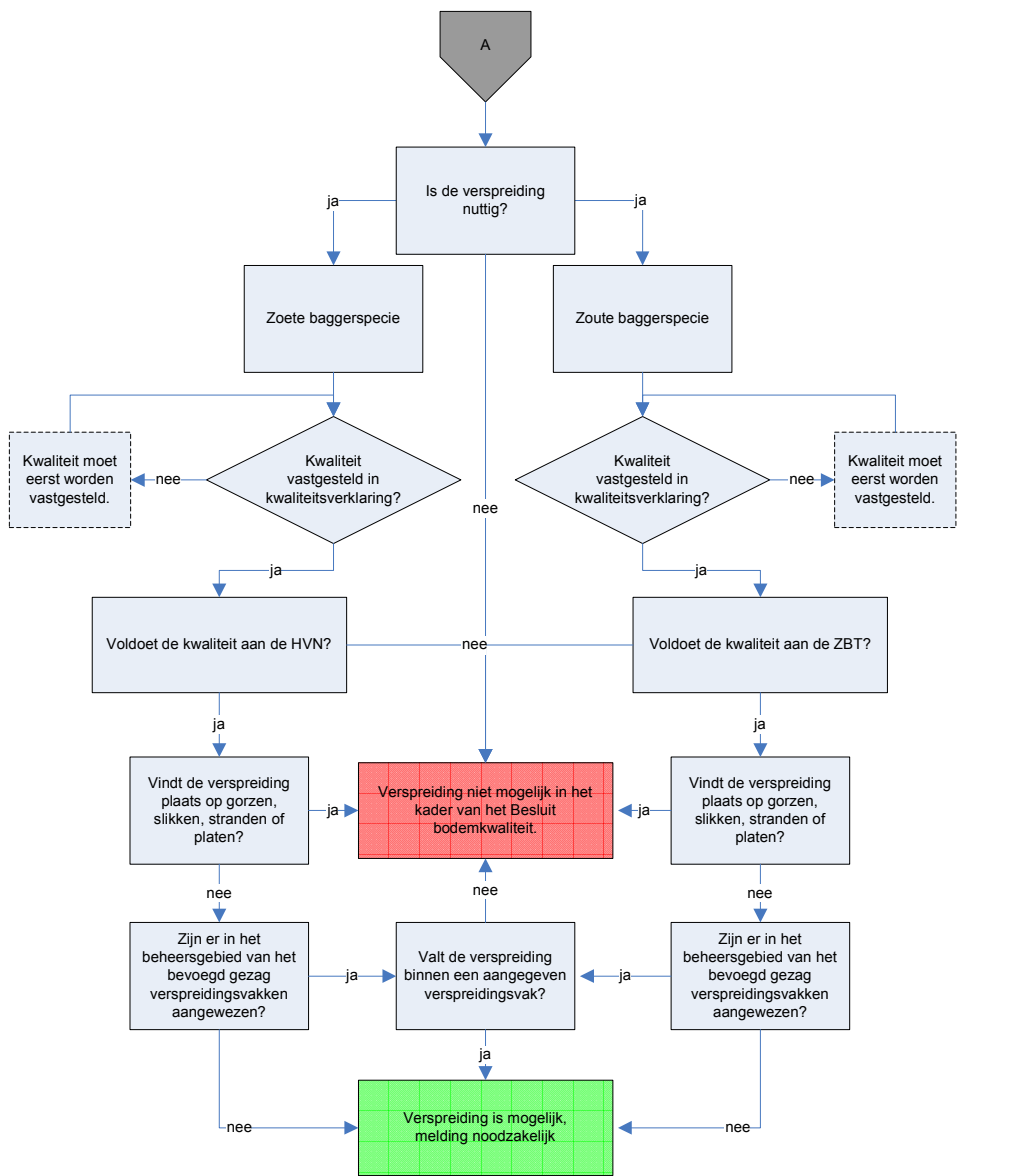 A
Is de verspreiding
nuttig?
ja
ja
Zoete baggerspecie
Zoute baggerspecie
Kwaliteit moet
eerst worden
vastgesteld.
nee
Kwaliteit
vastgesteld in
kwaliteitsverklaring?
nee
Kwaliteit
vastgesteld in
kwaliteitsverklaring?
nee
Kwaliteit moet
eerst worden
vastgesteld.
ja
ja
Voldoet de kwaliteit aan de HVN?
nee
Voldoet de kwaliteit aan de ZBT?
ja
ja
Vindt de verspreiding
plaats op gorzen,
slikken, stranden of
platen?
ja
Verspreiding niet mogelijk in het
kader van het Besluit
bodemkwaliteit.
ja
Vindt de verspreiding
plaats op gorzen,
slikken, stranden of
platen?
nee
nee
nee
Zijn er in het
beheersgebied van het
bevoegd gezag
verspreidingsvakken
aangewezen?
ja
Valt de verspreiding
binnen een aangegeven
verspreidingsvak?
ja
Zijn er in het
beheersgebied van het
bevoegd gezag
verspreidingsvakken
aangewezen?
ja
nee
Verspreiding is mogelijk,
melding noodzakelijk
nee